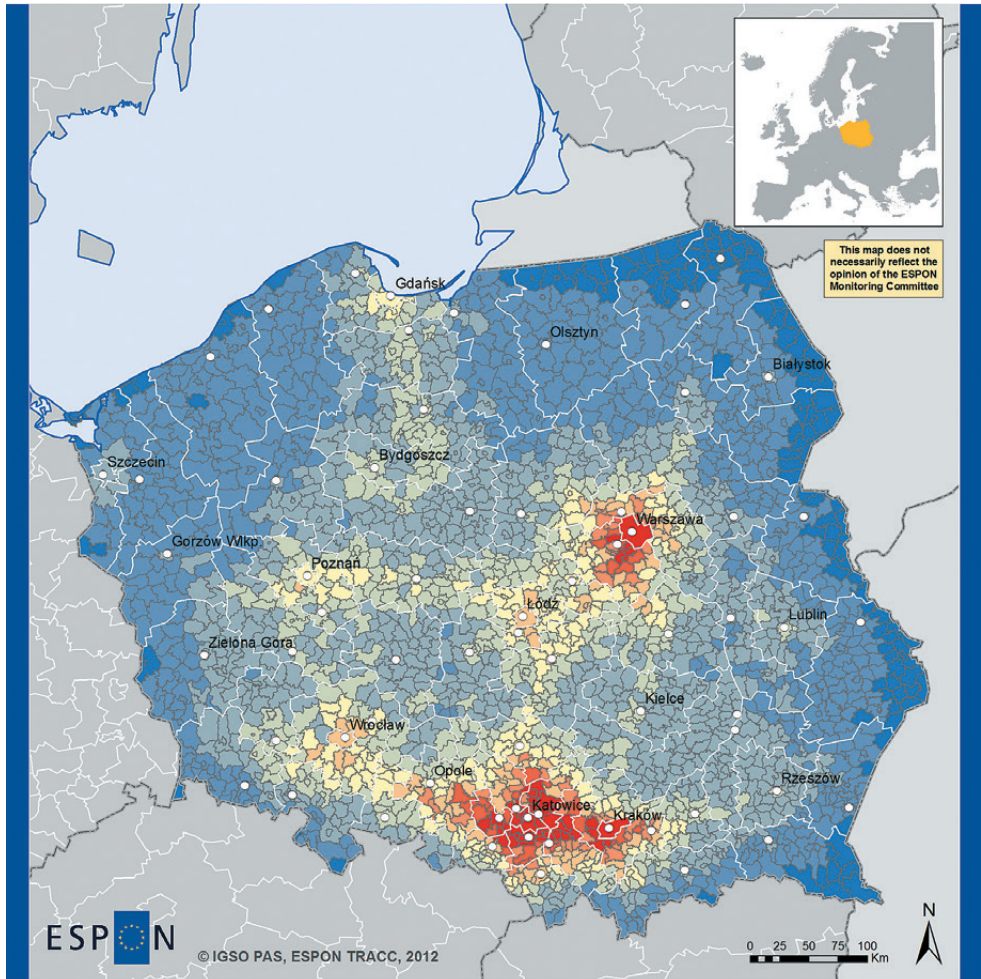 This map does not
necessarily reflect the
opinion of the ESPON
Monitoring Committee
Gdańsk
Olsztyn
Białystok
Szczecin
Bydgoszcz
Warszawa
Gorzów Wlkp
Poznań
Łódź
Lublin
Zielona Góra
Kielce
Wrocław
Opole
Rzeszów
Katowice
Kraków
ESPON
© IGSO PAS, ESPON TRACC, 2012
N
0 25 50 75 100
Km